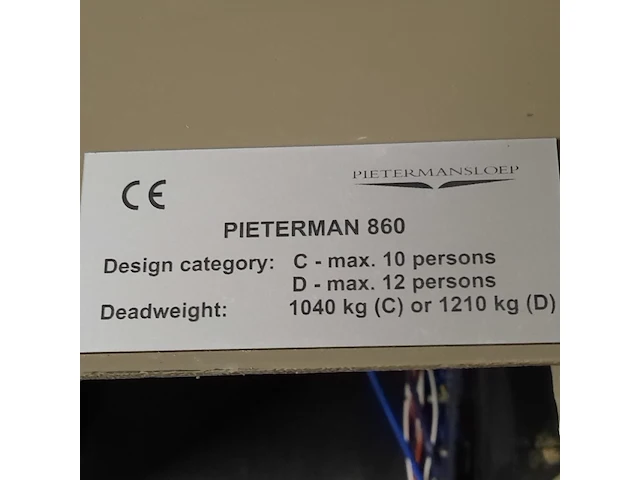 CE
PIETERMANSLOEP
PIETERMAN 860
Design category: C - max. 10 persons
D - max. 12 persons
Deadweight: 1040 kg (C) or 1210 kg (D)